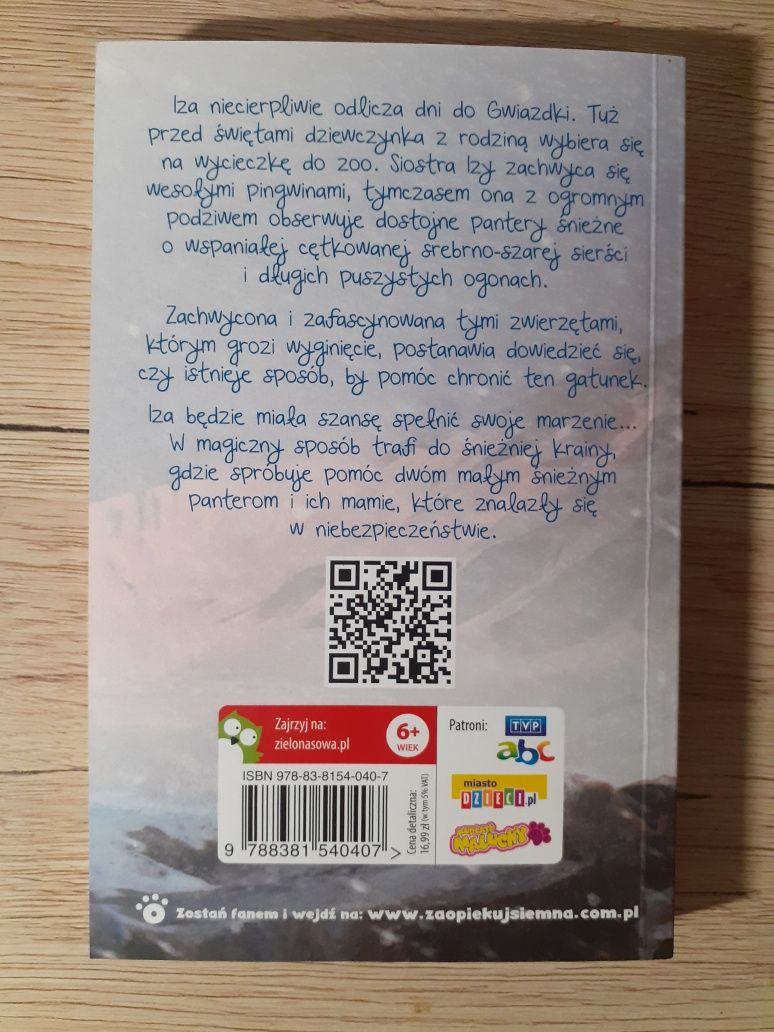 Iza niecierpliwie odlicza dni do Gwiazdki. Tuż
przed świętami dziewczynka z rodziną wybiera się
na wycieczkę do zoo. Siostra Izy zachwyca się
wesołymi pingwinami, tymczasem ona z ogromnym
podziwem obserwuje dostojne pantery śnieżne
o wspaniałej cętkowanej srebrno-szarej sierści
i długich puszystych ogonach.
Zachwycona i zafascynowana tymi zwierzętami,
którym grozi wyginięcie, postanawia dowiedzieć się,
czy istnieje sposób, by pomóc chronić ten gatunek.
Iza będzie miała szansę spełnić swoje marzenie...
W magiczny sposób trafi do śnieżniej krainy,
gdzie spróbuje pomóc dwóm małym śnieżnym
panterom i ich mamie, które znalazły się
w niebezpieczeństwie.
Zajrzyj na:
zielonasowa.pl
6+
WIEK
ISBN 978-83-8154-040-7
9 788381 540407 >
Cena detaliczna:
16,99 zł (w tym 5% VAT)
Patroni:
TVP
abc
miasto
DZIECI.pl
MALUCHY
Zostań fanem i wejdź na: www.zaopiekujsiemna.com.pl